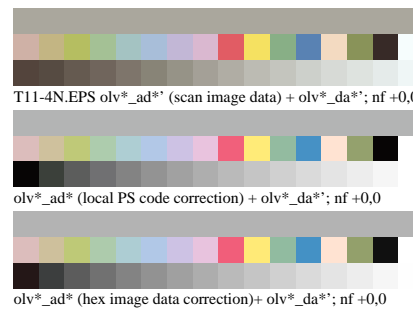 T11-4N.EPS olv*_ad*’ (scan image data) + olv*_da*’; nf +0,0
olv*_ad* (local PS code correction) + olv*_da*’; nf +0,0
olv*_ad* (hex image data correction)+ olv*_da*’; nf +0,0